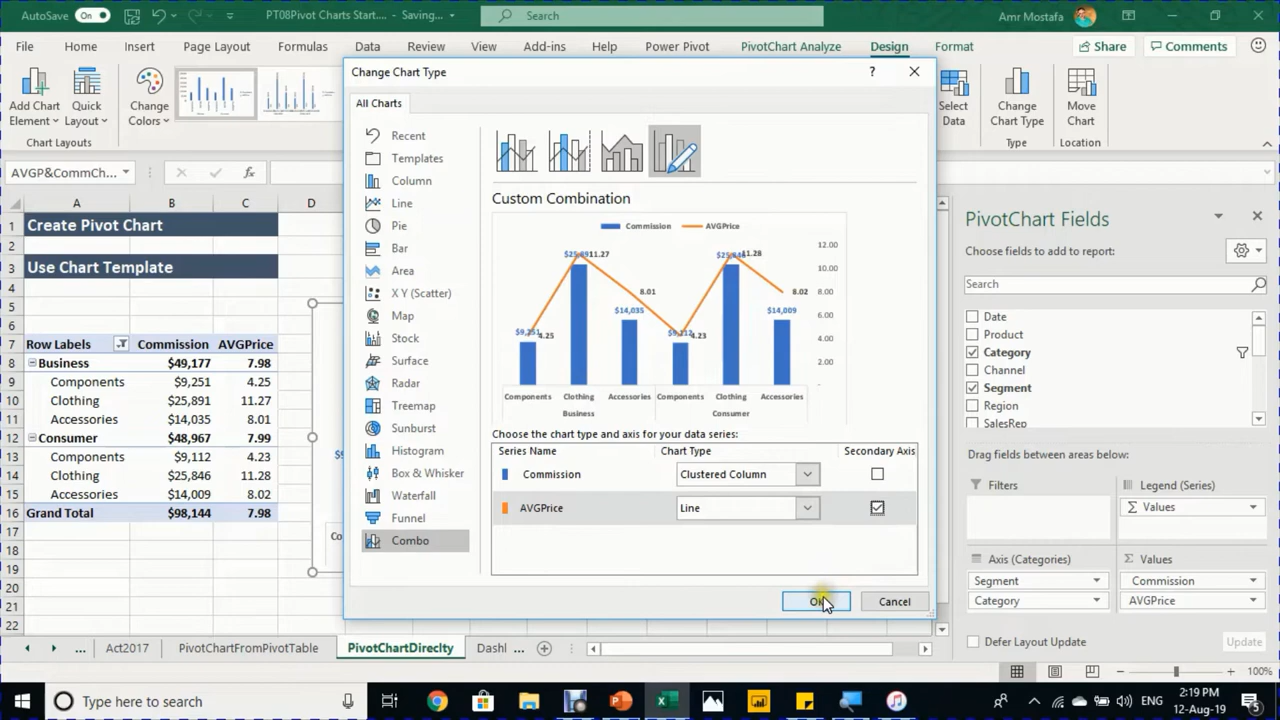 AutoSave On PT08Pivot Charts Start... - Saving... Search Amr Mostafa
File Home Insert Page Layout Formulas Data Review View Add-ins Help Power Pivot PivotChart Analyze Design Format Share Comments
Add Chart Element Quick Layout Change Colors Select Data Change Chart Type Move Chart
Chart Layouts Type Location
AVGP&CommCh... fx
A B C D
1 Create Pivot Chart
2
3 Use Chart Template
4
5
6
7 Row Labels Commission AVGPrice
8 Business $49,177 7.98
9 Components $9,251 4.25
10 Clothing $25,891 11.27
11 Accessories $14,035 8.01
12 Consumer $48,967 7.99
13 Components $9,112 4.23
14 Clothing $25,846 11.28
15 Accessories $14,009 8.02
16 Grand Total $98,144 7.98
17
18
19
20
21
22
Co
Change Chart Type ?
All Charts
Recent
Templates
Column
Line
Pie
Bar
Area
X Y (Scatter)
Map
Stock
Surface
Radar
Treemap
Sunburst
Histogram
Box & Whisker
Waterfall
Funnel
Combo
Custom Combination
Commission AVGPrice
12.00
10.00
8.00
6.00
4.00
2.00
-
11.27 11.28
8.01 8.02
$14,035 $14,009
4.25 4.23
Components Clothing Accessories Components Clothing Accessories
Business Consumer
Choose the chart type and axis for your data series:
Series Name Chart Type Secondary Axis
Commission Clustered Column
AVGPrice Line
OK Cancel
PivotChart Fields
Choose fields to add to report:
Search
Date
Product
Category
Channel
Segment
Region
SalesRep
Drag fields between areas below:
Filters Legend (Series)
Values
Axis (Categories) Values
Segment Commission
Category AVGPrice
Defer Layout Update Update
... Act2017 PivotChartFromPivotTable PivotChartDireclty Dashl ...
100%
Type here to search ENG 2:19 PM 12-Aug-19 5